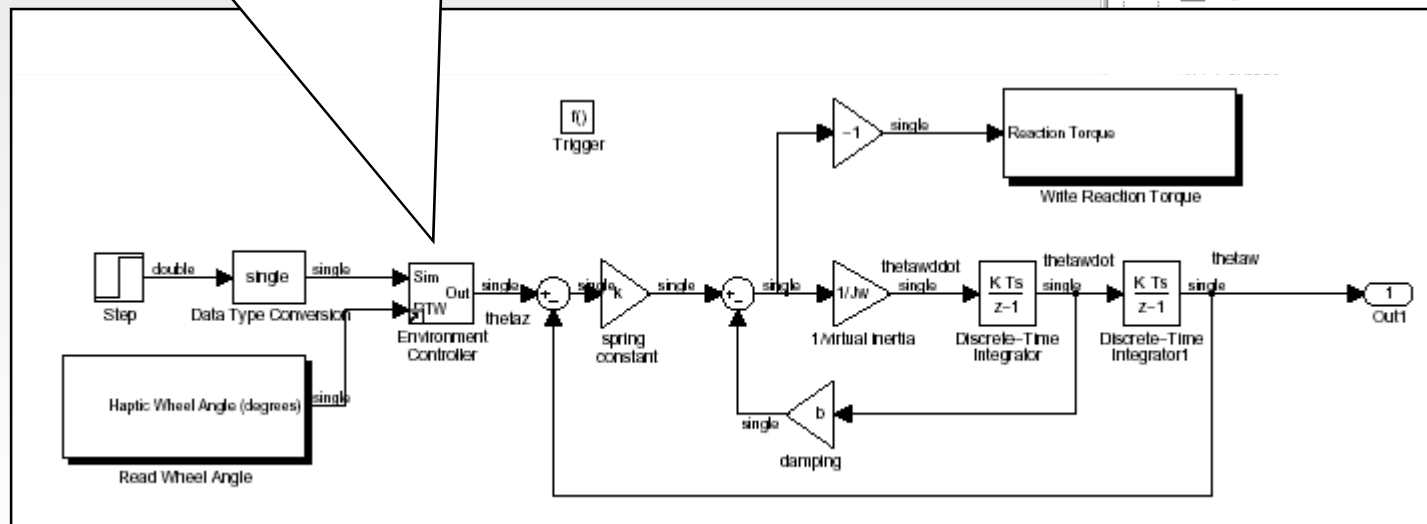 f()
Trigger
-1
single
Reaction Torque
Write Reaction Torque
Step
double
single
Data Type Conversion
single
Sim
Out
RTW
Environment
Controller
single
thetaz
+
-
single
k
spring
constant
single
+
-
single
1/Jw
1/virtual inertia
thetawddot
single
K Ts
z-1
Discrete-Time
Integrator
thetawdot
single
K Ts
z-1
Discrete-Time
Integrator1
thetaw
single
1
Out1
Haptic Wheel Angle (degrees)
single
Read Wheel Angle
single
b
damping